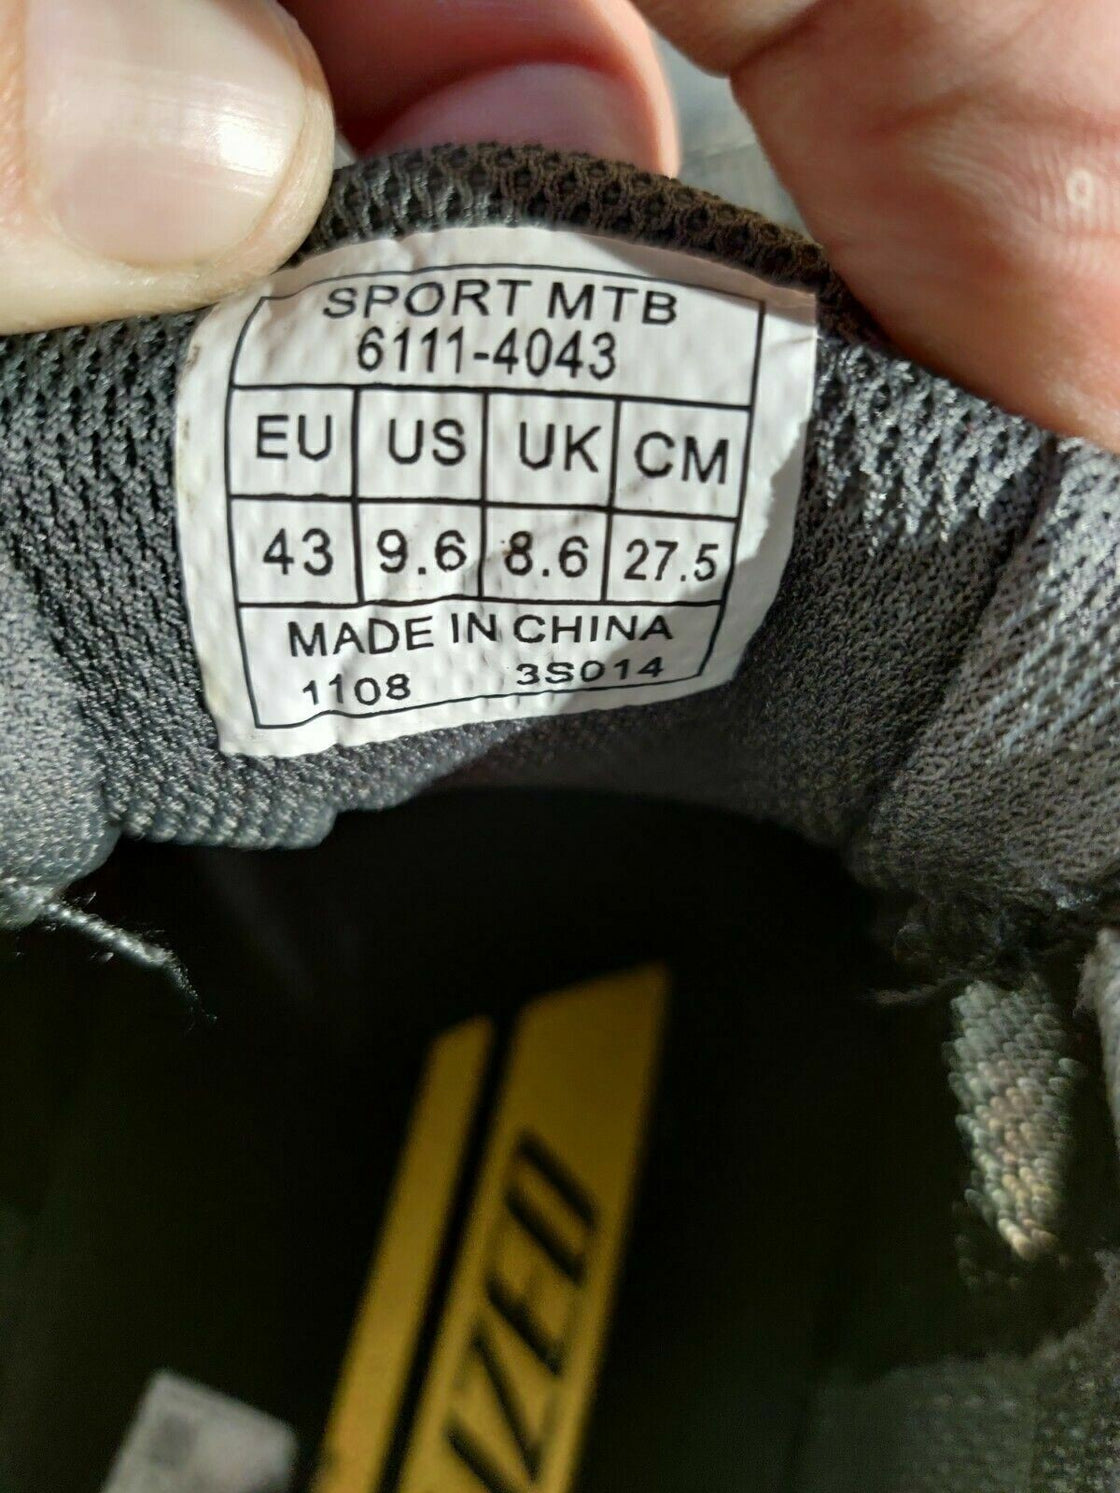 SPORT MTB
6111-4043
EU US UK CM
43 9.6 8.6 27.5
MADE IN CHINA
1108 3S014